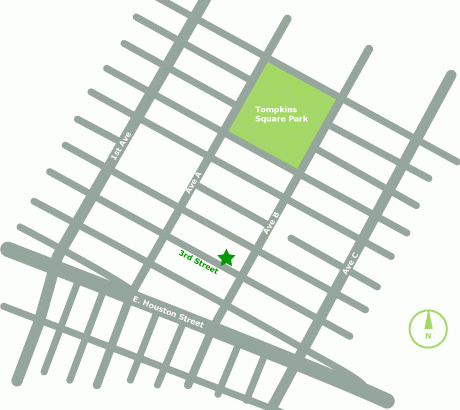 Tompkins
Square Park
1st Ave
Ave A
Ave B
Ave C
3rd Street
E. Houston Street
N